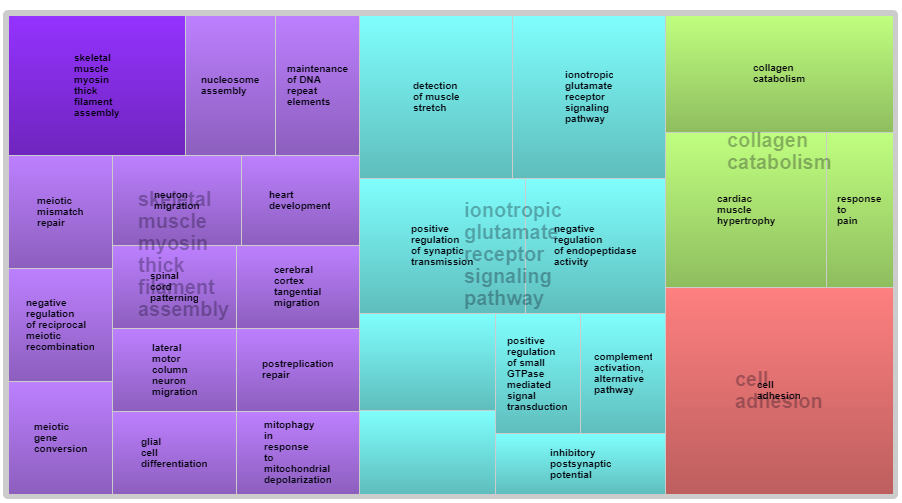 skeletal
muscle
myosin
thick
filament
assembly
nucleosome
assembly
maintenance
of DNA
repeat
elements
meiotic
mismatch
repair
neuron
migration
heart
development
skeletal
muscle
myosin
thick
filament
assembly
spinal
cord
patterning
cerebral
cortex
tangential
migration
negative
regulation
of reciprocal
meiotic
recombination
lateral
motor
column
neuron
migration
postreplication
repair
meiotic
gene
conversion
glial
cell
differentiation
mitophagy
in
response
to
mitochondrial
depolarization
detection
of muscle
stretch
ionotropic
glutamate
receptor
signaling
pathway
positive
regulation
of synaptic
transmission
ionotropic
glutamate
receptor
signaling
pathway
negative
regulation
of endopeptidase
activity
positive
regulation
of small
GTPase
mediated
signal
transduction
complement
activation,
alternative
pathway
inhibitory
postsynaptic
potential
collagen
catabolism
collagen
catabolism
cardiac
muscle
hypertrophy
response
to
pain
cell
adhesion
cell
adhesion